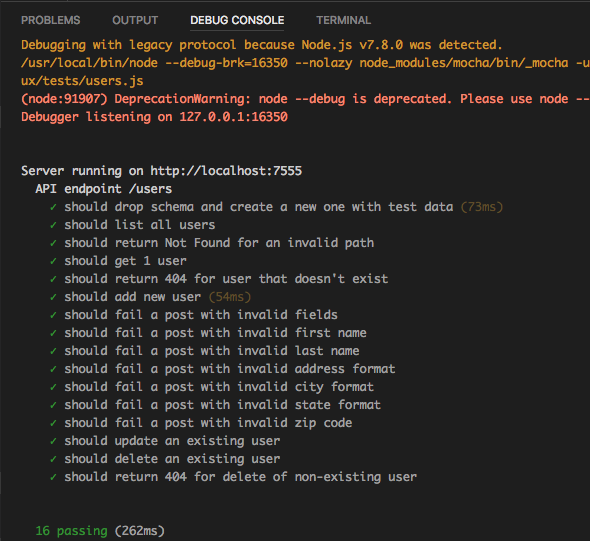 PROBLEMS OUTPUT DEBUG CONSOLE TERMINAL
Debugging with legacy protocol because Node.js v7.8.0 was detected.
/usr/local/bin/node --debug-brk=16350 --nolazy node_modules/mocha/bin/_mocha -u
ux/tests/users.js
(node:91907) DeprecationWarning: node --debug is deprecated. Please use node --
Debugger listening on 127.0.0.1:16350
Server running on http://localhost:7555
API endpoint /users
✓ should drop schema and create a new one with test data (73ms)
✓ should list all users
✓ should return Not Found for an invalid path
✓ should get 1 user
✓ should return 404 for user that doesn't exist
✓ should add new user (54ms)
✓ should fail a post with invalid fields
✓ should fail a post with invalid first name
✓ should fail a post with invalid last name
✓ should fail a post with invalid address format
✓ should fail a post with invalid city format
✓ should fail a post with invalid state format
✓ should fail a post with invalid zip code
✓ should update an existing user
✓ should delete an existing user
✓ should return 404 for delete of non-existing user
16 passing (262ms)